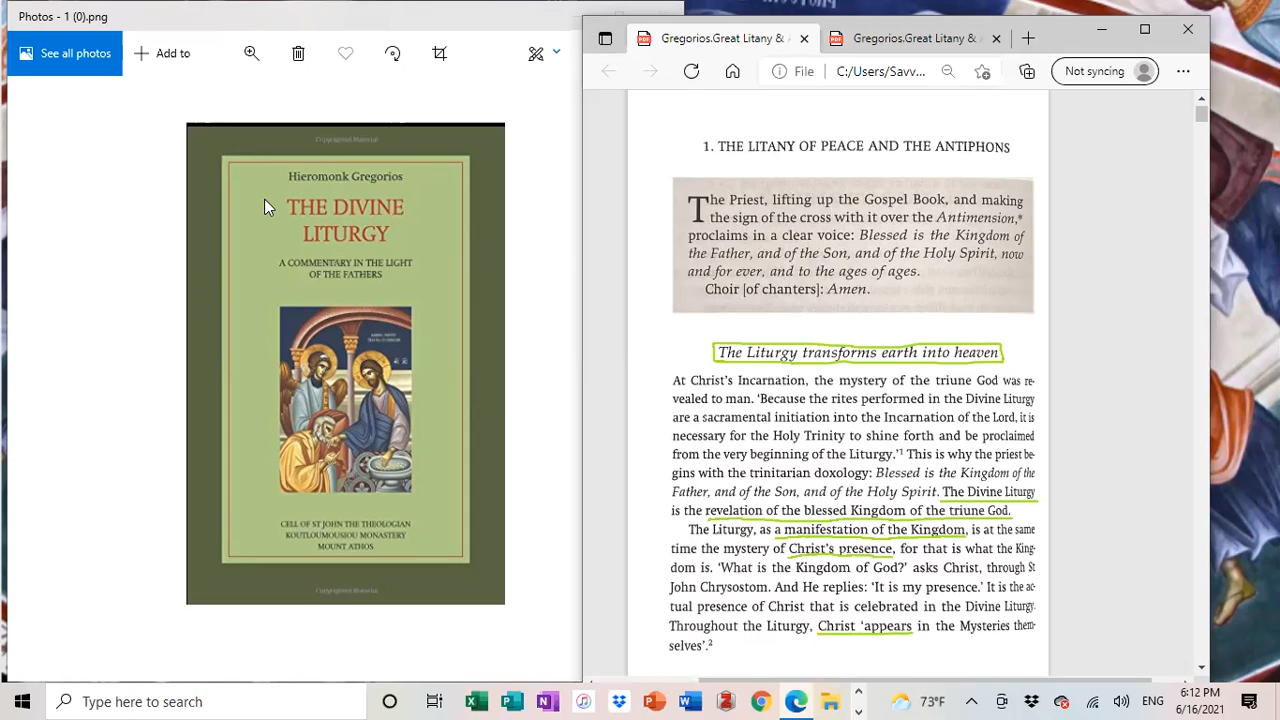 Photos - 1 (0).png
See all photos
Add to
Copyrighted Material
Hieromonk Gregorios
THE DIVINE
LITURGY
A COMMENTARY IN THE LIGHT
OF THE FATHERS
CELL OF ST JOHN THE THEOLOGIAN
KOUTLOUMOUSIOU MONASTERY
MOUNT ATHOS
Copyrighted Material
Gregorios.Great Litany &
Gregorios.Great Litany &
File
C:/Users/Savv...
Not syncing
1. THE LITANY OF PEACE AND THE ANTIPHONS
The Priest, lifting up the Gospel Book, and making
the sign of the cross with it over the Antimension,*
proclaims in a clear voice: Blessed is the Kingdom of
the Father, and of the Son, and of the Holy Spirit, now
and for ever, and to the ages of ages.
Choir [of chanters]: Amen.
The Liturgy transforms earth into heaven
At Christ's Incarnation, the mystery of the triune God was re-
vealed to man. 'Because the rites performed in the Divine Liturgy
are a sacramental initiation into the Incarnation of the Lord, it is
necessary for the Holy Trinity to shine forth and be proclaimed
from the very beginning of the Liturgy.'1 This is why the priest be-
gins with the trinitarian doxology: Blessed is the Kingdom of the
Father, and of the Son, and of the Holy Spirit. The Divine Liturgy
is the revelation of the blessed Kingdom of the triune God.
The Liturgy, as a manifestation of the Kingdom, is at the same
time the mystery of Christ's presence, for that is what the King-
dom is. 'What is the Kingdom of God?' asks Christ, through St
John Chrysostom. And He replies: 'It is my presence.' It is the ac-
tual presence of Christ that is celebrated in the Divine Liturgy.
Throughout the Liturgy, Christ 'appears in the Mysteries them-
selves'.2
Type here to search
73°F
ENG
6:12 PM
6/16/2021